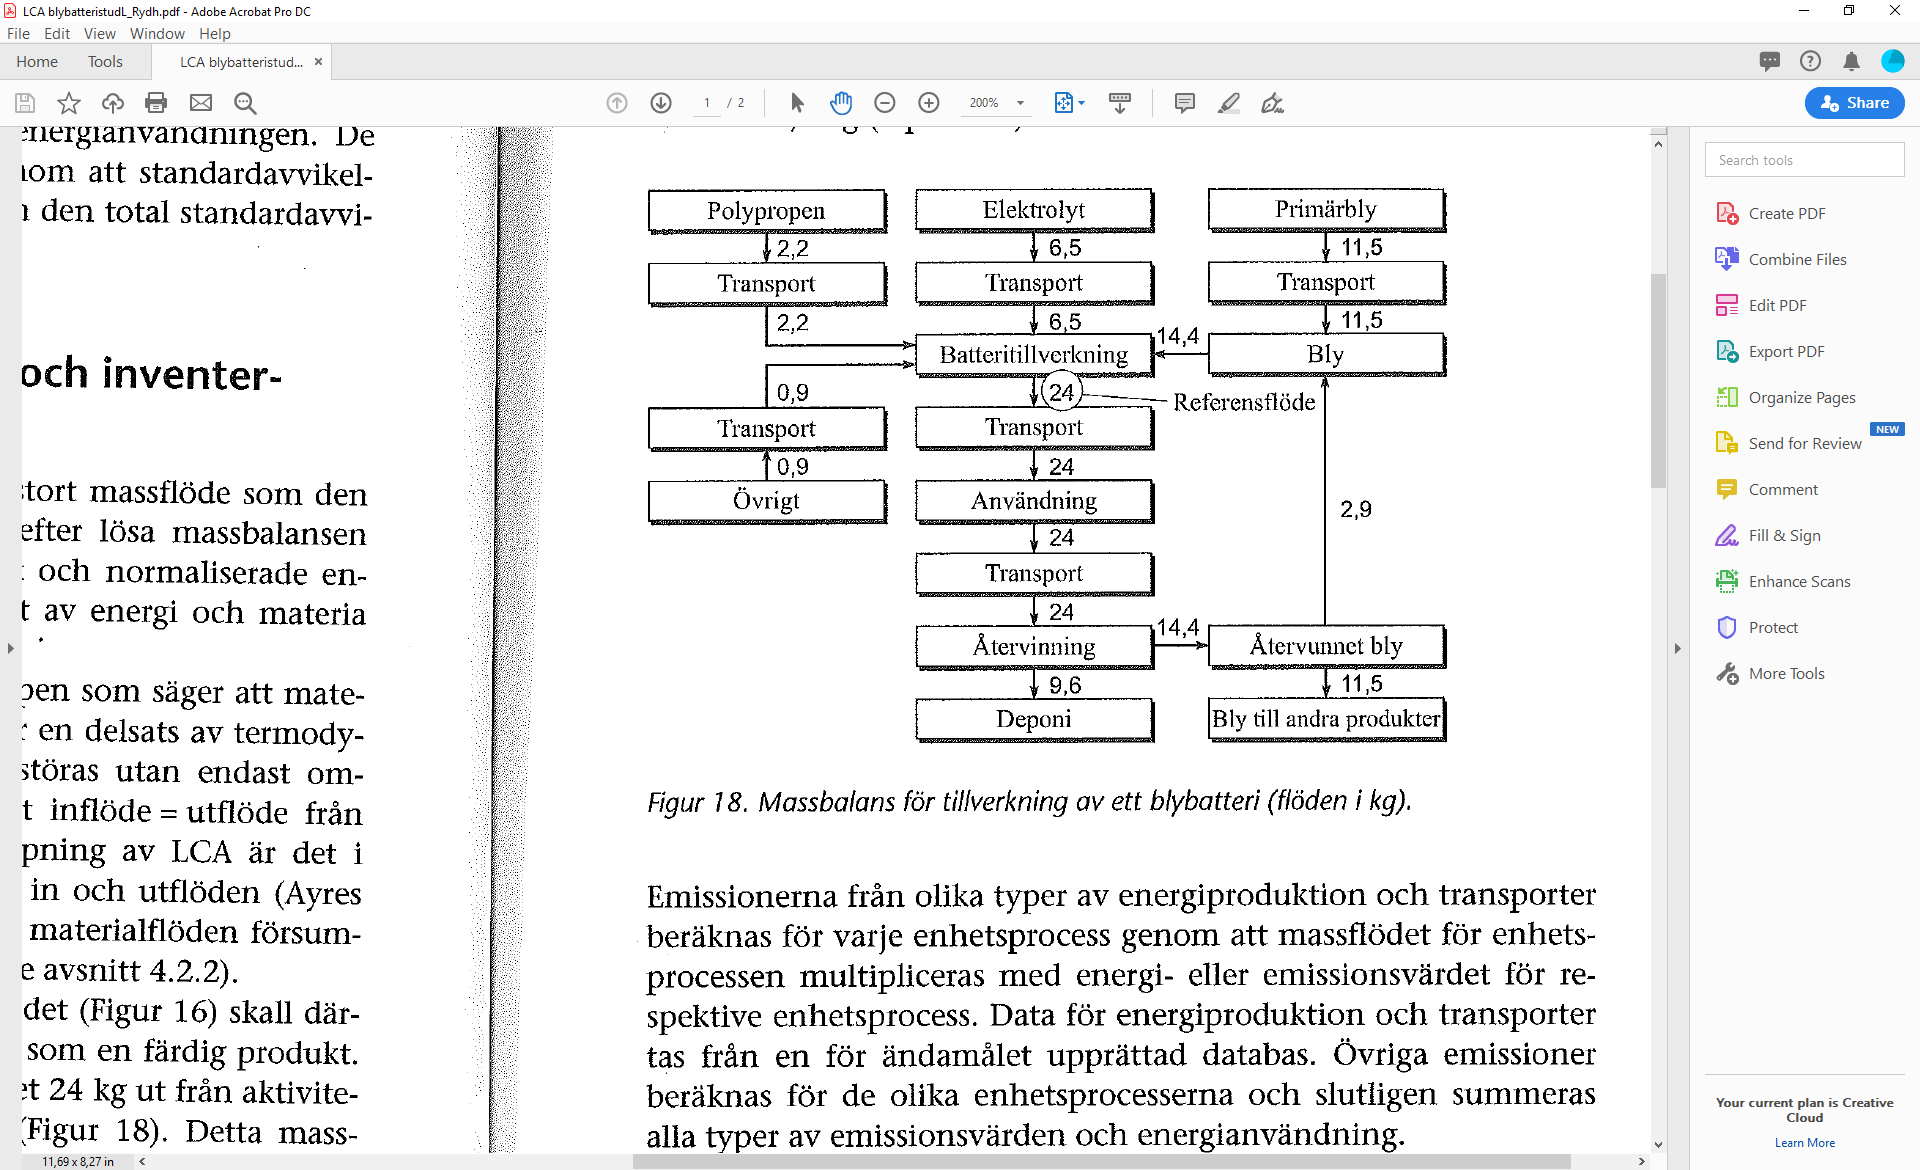 LCA blybatteristudL_Rydh.pdf - Adobe Acrobat Pro DC
File Edit View Window Help
Home Tools LCA blybatteristud...
1 / 2 200% Share
energianvändningen. De
nom att standardavvikel-
den total standardavvi-
och inventer-
stort massflöde som den
efter lösa massbalansen
och normaliserade en-
av energi och materia
pen som säger att mate-
en delsats av termody-
störas utan endast om-
inflöde = utflöde från
pning av LCA är det i
in och utflöden (Ayres
materialflöden försum-
avsnitt 4.2.2).
det (Figur 16) skall där-
som en färdig produkt.
et 24 kg ut från aktivite-
(Figur 18). Detta mass-
Polypropen Elektrolyt Primärbly
2,2 6,5 11,5
Transport Transport Transport
2,2 6,5 11,5
14,4
Batteritillverkning Bly
0,9 24 Referensflöde
Transport Transport
0,9 24
Övrigt Användning
2,9
24
Transport
24 14,4
Återvinning Återvunnet bly
9,6 11,5
Deponi Bly till andra produkter
Figur 18. Massbalans för tillverkning av ett blybatteri (flöden i kg).
Emissionerna från olika typer av energiproduktion och transporter
beräknas för varje enhetsprocess genom att massflödet för enhets-
processen multipliceras med energi- eller emissionsvärdet för re-
spektive enhetsprocess. Data för energiproduktion och transporter
tas från en för ändamålet upprättad databas. Övriga emissioner
beräknas för de olika enhetsprocesserna och slutligen summeras
alla typer av emissionsvärden och energianvändning.
Search tools
Create PDF
Combine Files
Edit PDF
Export PDF
Organize Pages
NEW
Send for Review
Comment
Fill & Sign
Enhance Scans
Protect
More Tools
Your current plan is Creative
Cloud
Learn More
11,69 x 8,27 in